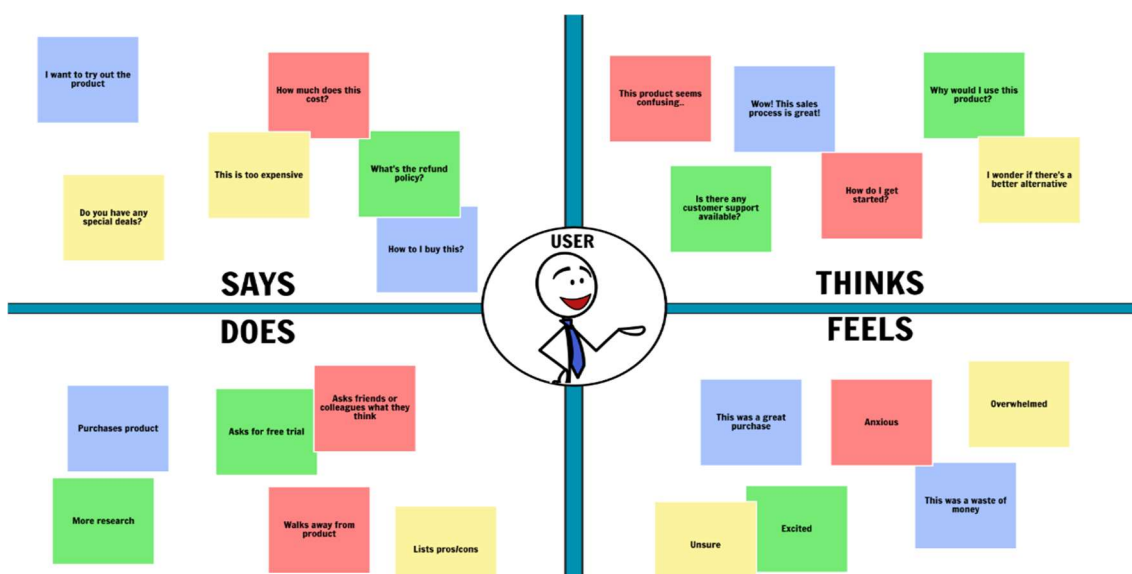 I want to try out the
product
How much does this
cost?
This is too expensive
What's the refund
policy?
Do you have any
special deals?
How to I buy this?
SAYS
This product seems
confusing..
Wow! This sales
process is great!
Why would I use this
product?
Is there any
customer support
available?
How do I get
started?
I wonder if there's a
better alternative
THINKS
USER
DOES
Purchases product
Asks for free trial
Asks friends or
colleagues what they
think
More research
Walks away from
product
Lists pros/cons
FEELS
This was a great
purchase
Anxious
Overwhelmed
Unsure
Excited
This was a waste of
money